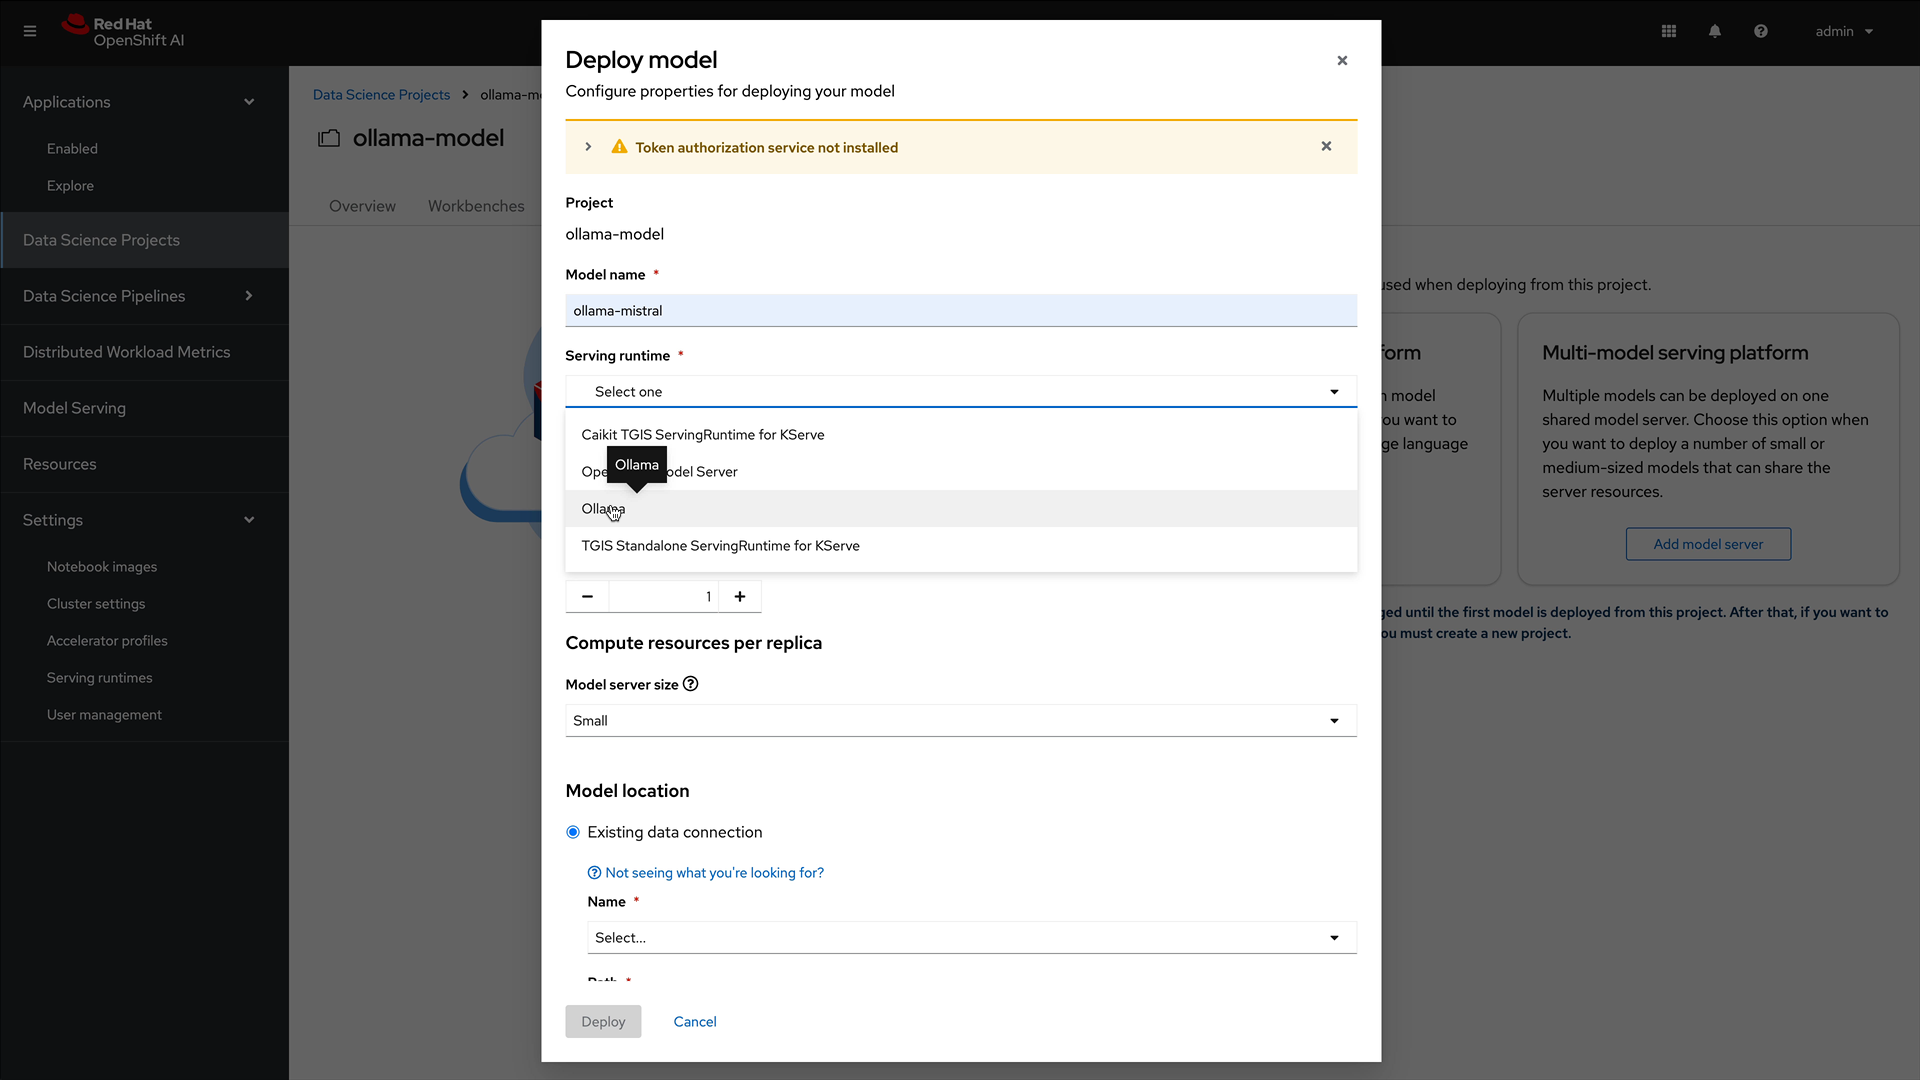 Red Hat
OpenShift AI
admin
Applications
Enabled
Explore
Data Science Projects
Data Science Pipelines
Distributed Workload Metrics
Model Serving
Resources
Settings
Notebook images
Cluster settings
Accelerator profiles
Serving runtimes
User management
Data Science Projects
ollama-m
ollama-model
Overview Workbenches
Deploy model
Configure properties for deploying your model
Token authorization service not installed
Project
ollama-model
Model name *
ollama-mistral
Serving runtime *
Select one
Caikit TGIS ServingRuntime for KServe
Ollama
Ope odel Server
Ollama
TGIS Standalone ServingRuntime for KServe
1
Compute resources per replica
Model server size
Small
Model location
Existing data connection
Not seeing what you're looking for?
Name *
Select...
Path *
Deploy Cancel
used when deploying from this project.
form
model
ou want to
ge language
Multi-model serving platform
Multiple models can be deployed on one
shared model server. Choose this option when
you want to deploy a number of small or
medium-sized models that can share the
server resources.
Add model server
ged until the first model is deployed from this project. After that, if you want to
ou must create a new project.